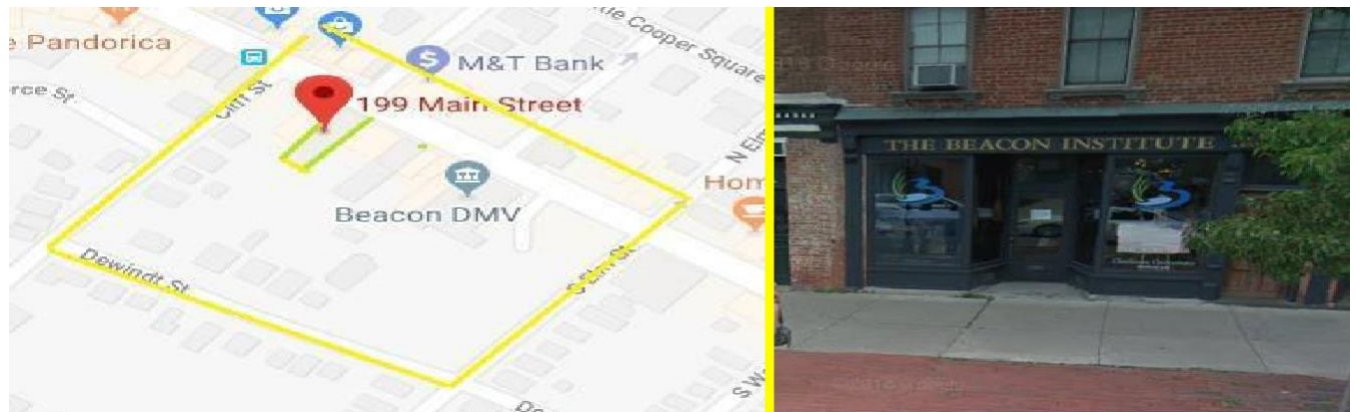 Pandorica
M&T Bank
Cooper Square
Cliff St
199 Main Street
N Elm
Hom
Beacon DMV
Dewindt St
S Elm St
S W
THE BEACON INSTITUTE